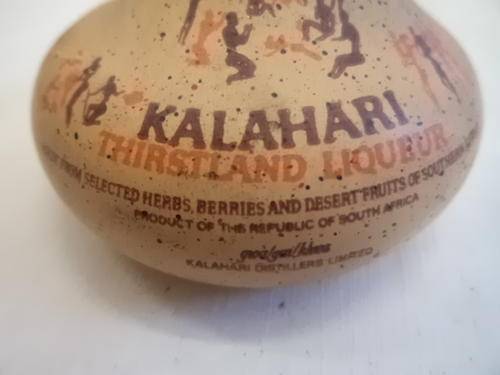 KALAHARI
THIRSTLAND LIQUEUR
FROM SELECTED HERBS, BERRIES AND DESERT FRUITS OF SOUTHERN
PRODUCT OF THE REPUBLIC OF SOUTH AFRICA
KALAHARI DISTILLERS LIMITED